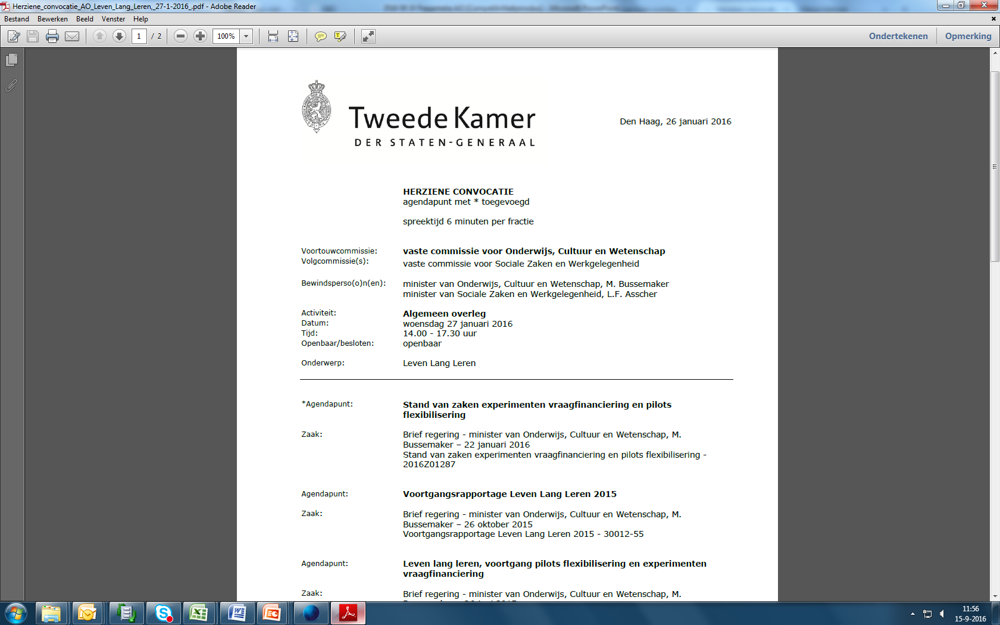 Herziene_convocatie_AO_Leven_Lang_Leren,_27-1-2016_.pdf - Adobe Reader
Bestand Bewerken Beeld Venster Help
1 / 2 100% Ondertekenen Opmerking
Tweede Kamer
DER STATEN-GENERAAL
Den Haag, 26 januari 2016
HERZIENE CONVOCATIE
agendapunt met * toegevoegd
spreektijd 6 minuten per fractie
Voortouwcommissie: vaste commissie voor Onderwijs, Cultuur en Wetenschap
Volgcommissie(s): vaste commissie voor Sociale Zaken en Werkgelegenheid
Bewindsperso(o)n(en): minister van Onderwijs, Cultuur en Wetenschap, M. Bussemaker
minister van Sociale Zaken en Werkgelegenheid, L.F. Asscher
Activiteit: Algemeen overleg
Datum: woensdag 27 januari 2016
Tijd: 14.00 - 17.30 uur
Openbaar/besloten: openbaar
Onderwerp: Leven Lang Leren
*Agendapunt: Stand van zaken experimenten vraagfinanciering en pilots
flexibilisering
Zaak: Brief regering - minister van Onderwijs, Cultuur en Wetenschap, M.
Bussemaker – 22 januari 2016
Stand van zaken experimenten vraagfinanciering en pilots flexibilisering -
2016Z01287
Agendapunt: Voortgangsrapportage Leven Lang Leren 2015
Zaak: Brief regering - minister van Onderwijs, Cultuur en Wetenschap, M.
Bussemaker – 26 oktober 2015
Voortgangsrapportage Leven Lang Leren 2015 - 30012-55
Agendapunt: Leven lang leren, voortgang pilots flexibilisering en experimenten
vraagfinanciering
Zaak: Brief regering - minister van Onderwijs, Cultuur en Wetenschap, M.
11:56
15-9-2016